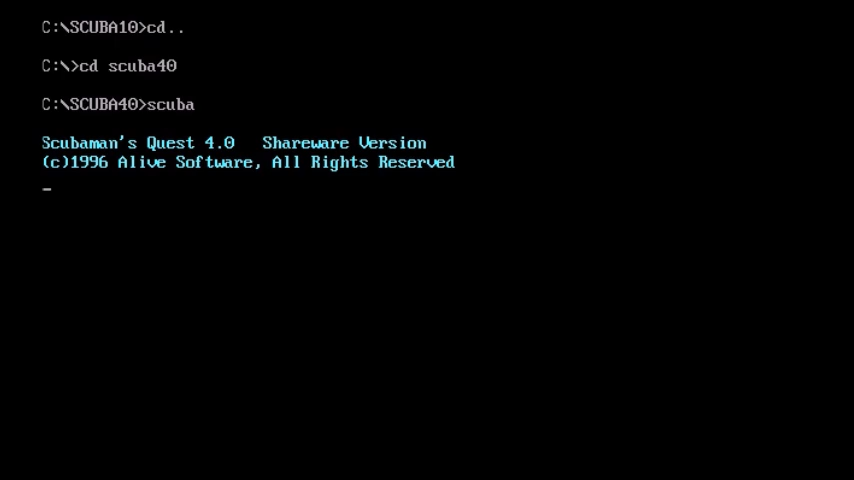 C:\SCUBA10>cd..
C:\>cd scuba40
C:\SCUBA40>scuba
Scubaman's Quest 4.0   Shareware Version
(c)1996 Alive Software, All Rights Reserved
_